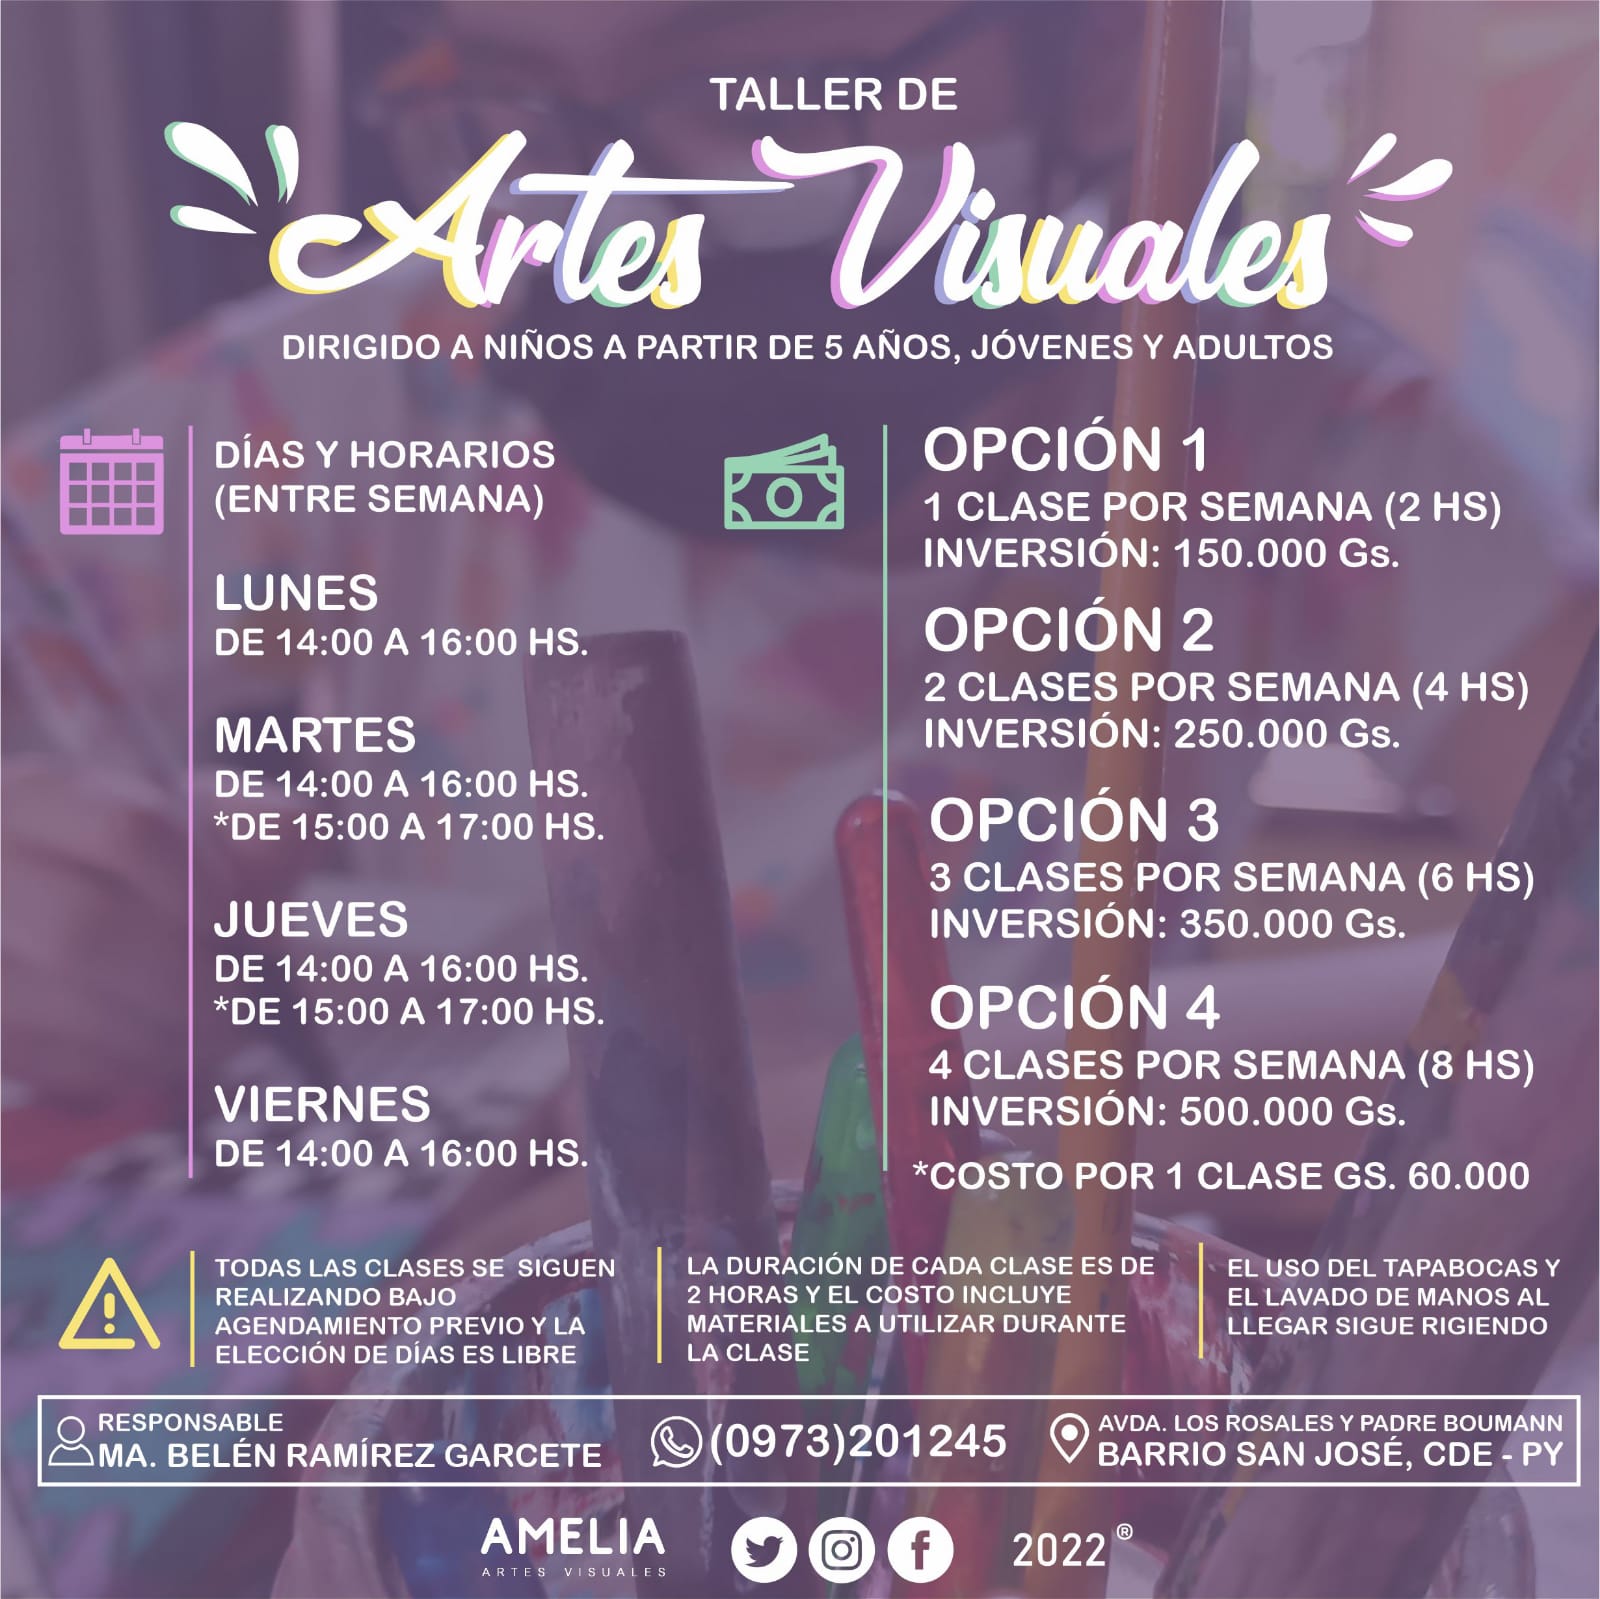 TALLER DE
Artes Visuales
DIRIGIDO A NIÑOS A PARTIR DE 5 AÑOS, JÓVENES Y ADULTOS
DÍAS Y HORARIOS
(ENTRE SEMANA)
LUNES
DE 14:00 A 16:00 HS.
MARTES
DE 14:00 A 16:00 HS.
*DE 15:00 A 17:00 HS.
JUEVES
DE 14:00 A 16:00 HS.
*DE 15:00 A 17:00 HS.
VIERNES
DE 14:00 A 16:00 HS.
OPCIÓN 1
1 CLASE POR SEMANA (2 HS)
INVERSIÓN: 150.000 Gs.
OPCIÓN 2
2 CLASES POR SEMANA (4 HS)
INVERSIÓN: 250.000 Gs.
OPCIÓN 3
3 CLASES POR SEMANA (6 HS)
INVERSIÓN: 350.000 Gs.
OPCIÓN 4
4 CLASES POR SEMANA (8 HS)
INVERSIÓN: 500.000 Gs.
*COSTO POR 1 CLASE GS. 60.000
TODAS LAS CLASES SE SIGUEN
REALIZANDO BAJO
AGENDAMIENTO PREVIO Y LA
ELECCIÓN DE DÍAS ES LIBRE
LA DURACIÓN DE CADA CLASE ES DE
2 HORAS Y EL COSTO INCLUYE
MATERIALES A UTILIZAR DURANTE
LA CLASE
EL USO DEL TAPABOCAS Y
EL LAVADO DE MANOS AL
LLEGAR SIGUE RIGIENDO
RESPONSABLE
MA. BELÉN RAMÍREZ GARCETE
(0973)201245
AVDA. LOS ROSALES Y PADRE BOUMANN
BARRIO SAN JOSÉ, CDE - PY
AMELIA
ARTES VISUALES
2022®